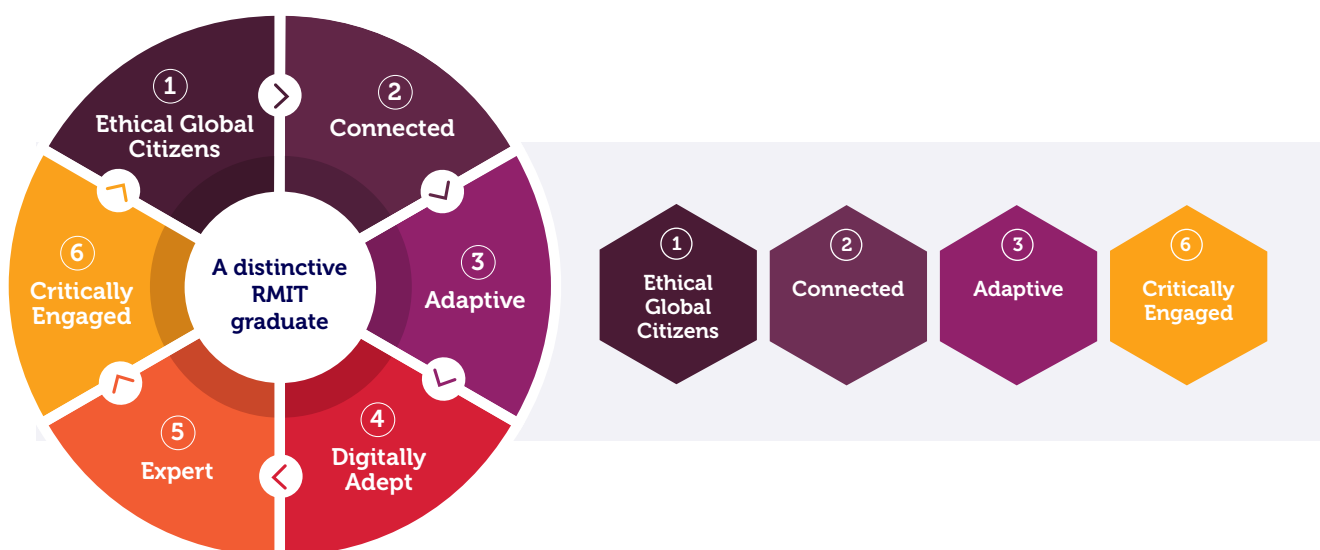 1
Ethical Global
Citizens
2
Connected
3
Adaptive
4
Digitally
Adept
5
Expert
6
Critically
Engaged
A distinctive
RMIT
graduate
1
Ethical
Global
Citizens
2
Connected
3
Adaptive
6
Critically
Engaged